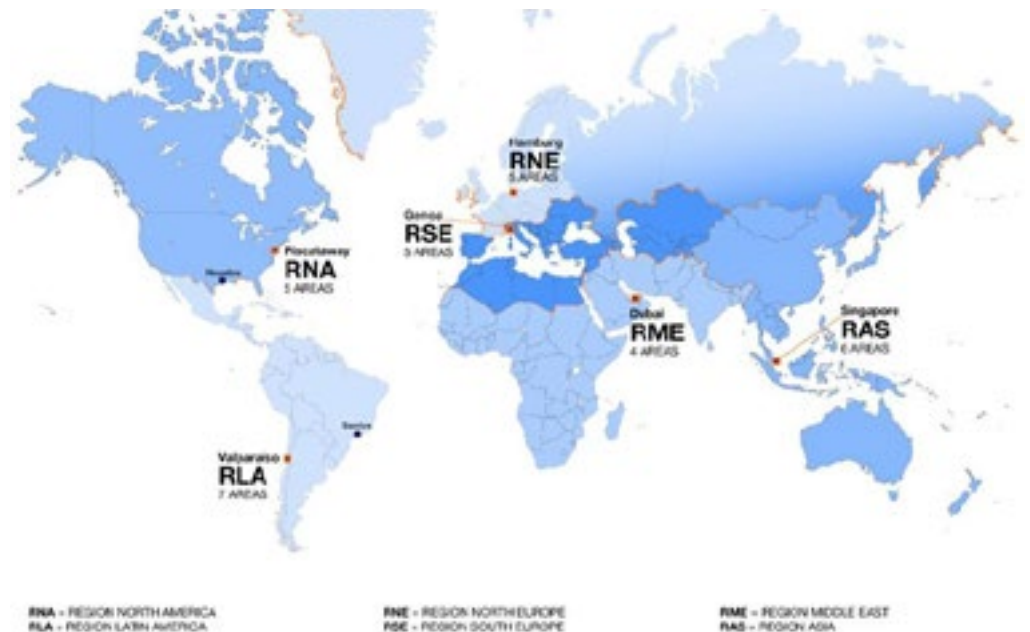 Hamburg
RNE
5 AREAS
Genoa
RSE
5 AREAS
Piscataway
RNA
5 AREAS
Houston
Dubai
RME
4 AREAS
Singapore
RAS
6 AREAS
Santos
Valparaiso
RLA
7 AREAS
RNA – REGION NORTH AMERICA
RLA – REGION LATIN AMERICA
RNE – REGION NORTH EUROPE
RSE – REGION SOUTH EUROPE
RME – REGION MIDDLE EAST
RAS – REGION ASIA